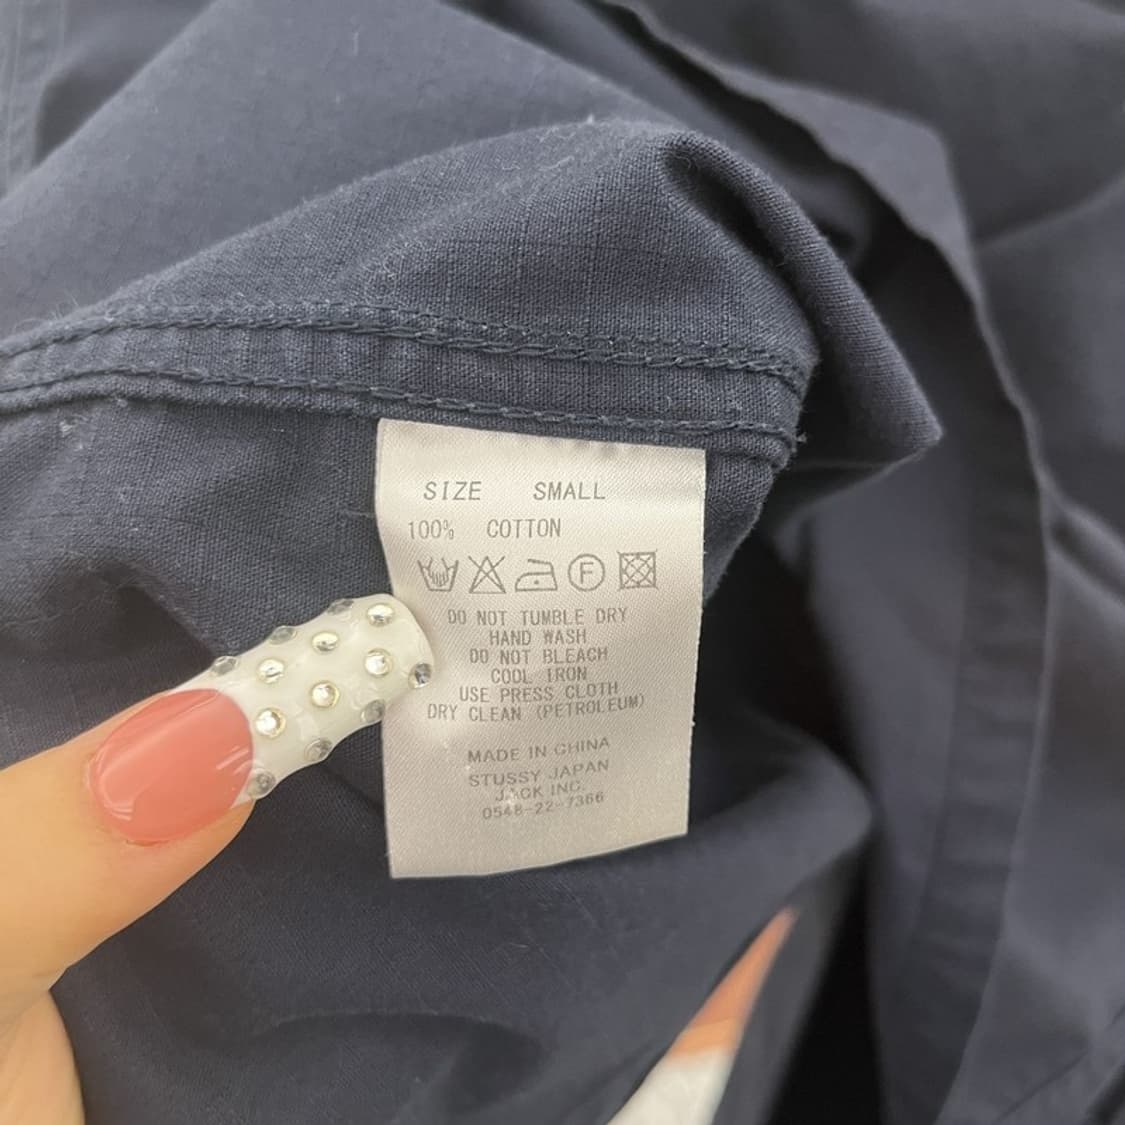 SIZE SMALL
100% COTTON
F
DO NOT TUMBLE DRY
HAND WASH
DO NOT BLEACH
COOL IRON
USE PRESS CLOTH
DRY CLEAN (PETROLEUM)
MADE IN CHINA
STUSSY JAPAN
JACK INC.
0548-22-7366